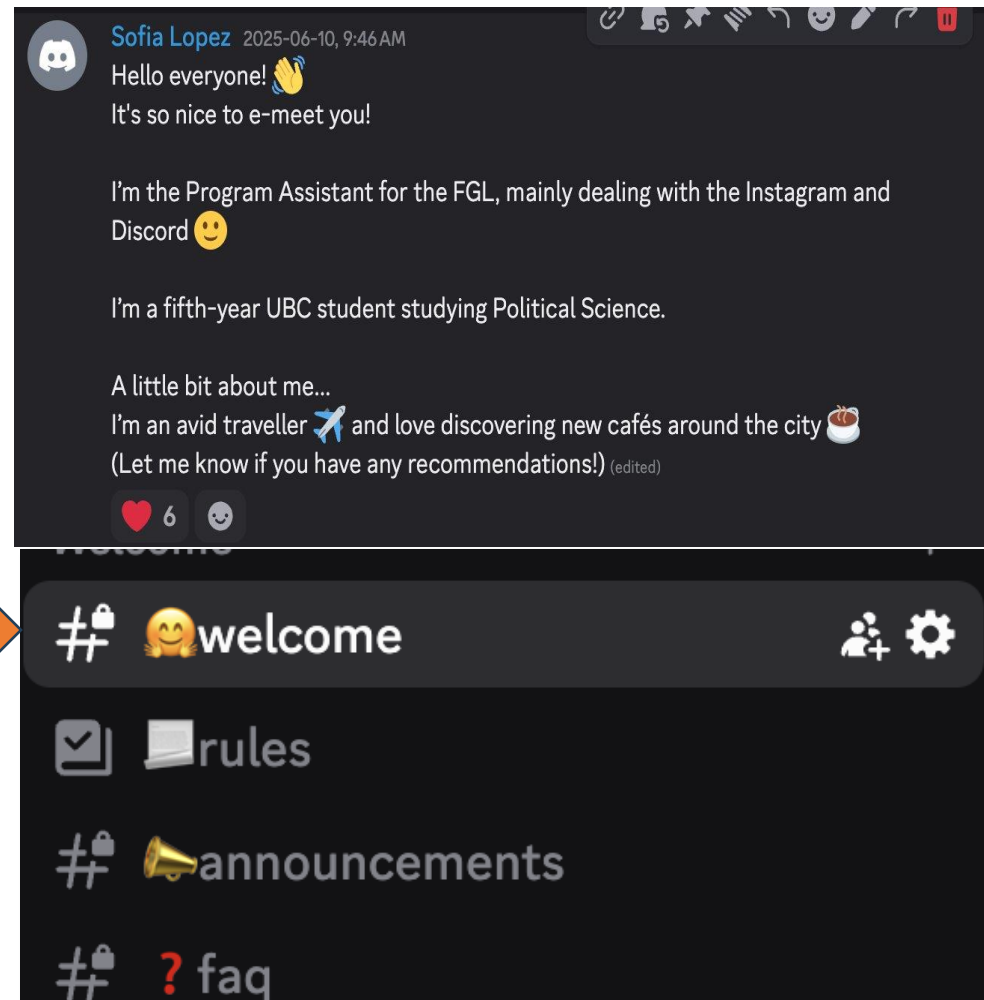 Sofia Lopez 2025-06-10, 9:46 AM
Hello everyone! 👋
It's so nice to e-meet you!
I'm the Program Assistant for the FGL, mainly dealing with the Instagram and
Discord 🙂
I'm a fifth-year UBC student studying Political Science.
A little bit about me...
I'm an avid traveller ✈️ and love discovering new cafés around the city ☕
(Let me know if you have any recommendations!) (edited)
❤️ 6
Welcome
# 🤗welcome
📜rules
# 📣announcements
# ❓faq